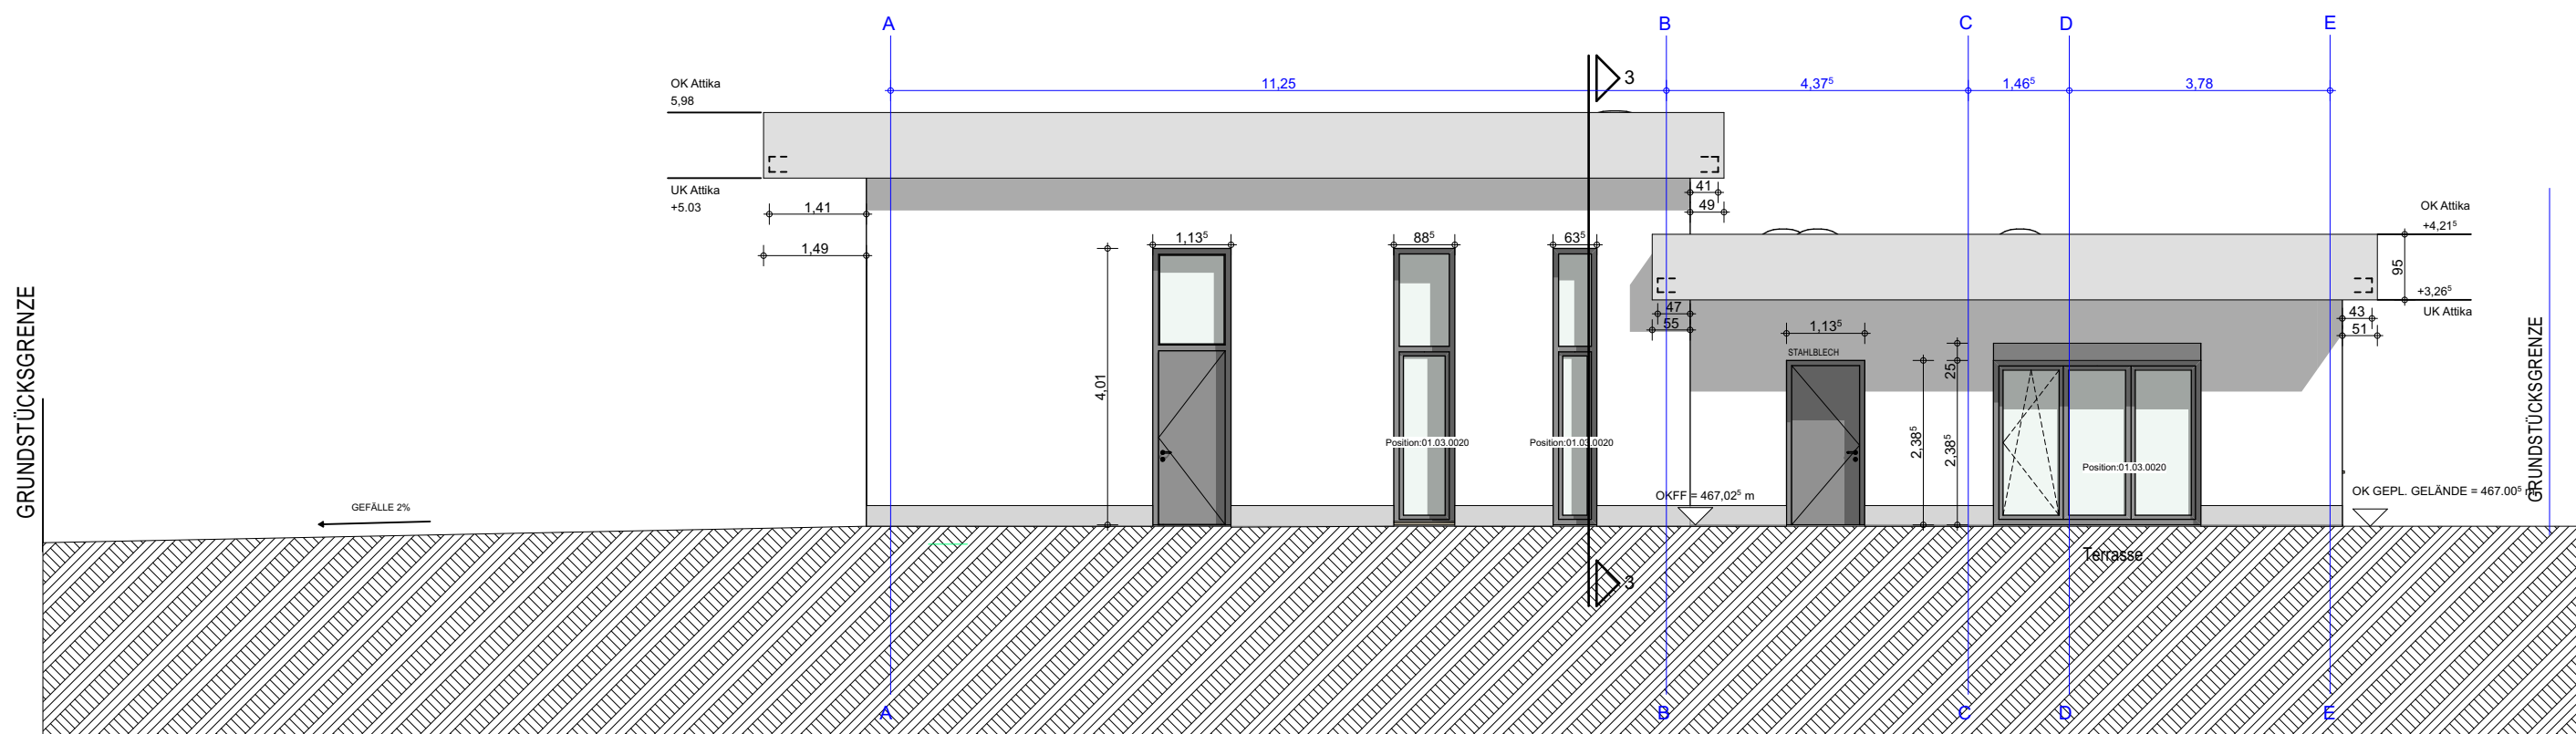 A
B
C
D
E
11,25
4,37⁵
1,46⁵
3,78
3
OK Attika
5,98
UK Attika
+5.03
1,41
1,49
41
49
OK Attika
+4,21⁵
95
+3,26⁵
UK Attika
43
51
1,13⁵
88⁵
63⁵
47
55
1,13⁵
STAHLBLECH
4,01
25
2,38⁵
2,38⁵
GRUNDSTÜCKSGRENZE
GRUNDSTÜCKSGRENZE
Position:01.03.0020
Position:01.03.0020
Position:01.03.0020
GEFÄLLE 2%
OKFF = 467,02⁵ m
OK GEPL. GELÄNDE = 467.00⁵ m
Terrasse
3
A
B
C
D
E